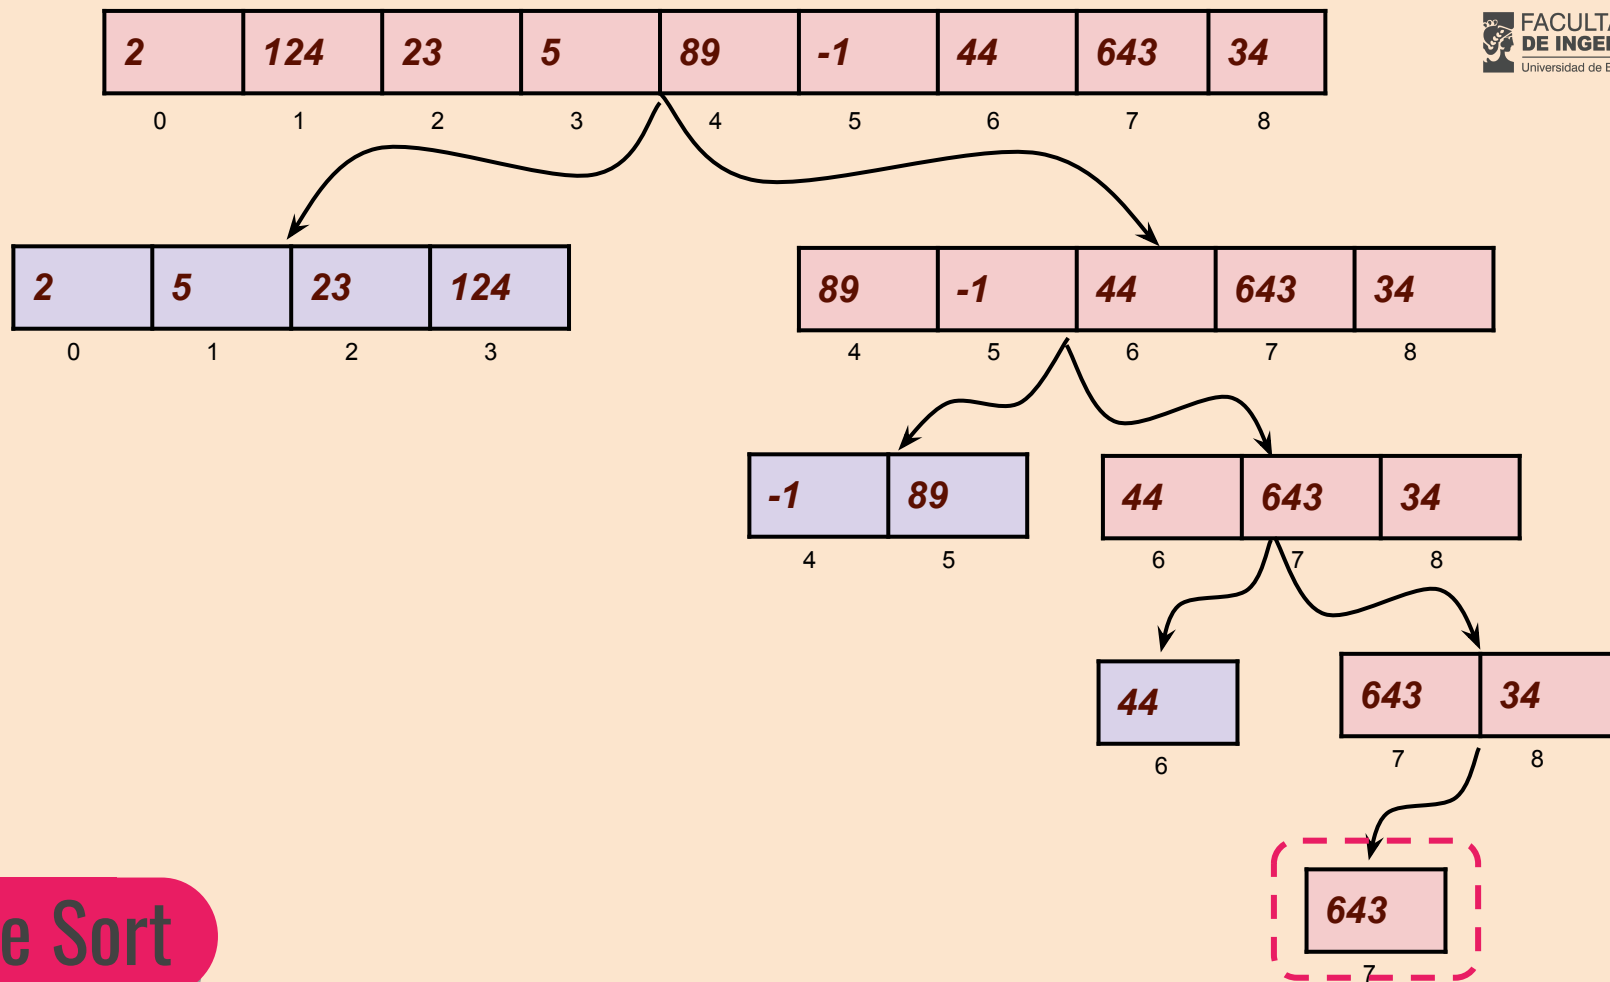 FACULTA
DE INGE
Universidad de B
2 124 23 5 89 -1 44 643 34
0 1 2 3 4 5 6 7 8
2 5 23 124
0 1 2 3
89 -1 44 643 34
4 5 6 7 8
-1 89
4 5
44 643 34
6 7 8
44
6
643 34
7 8
643
7
e Sort